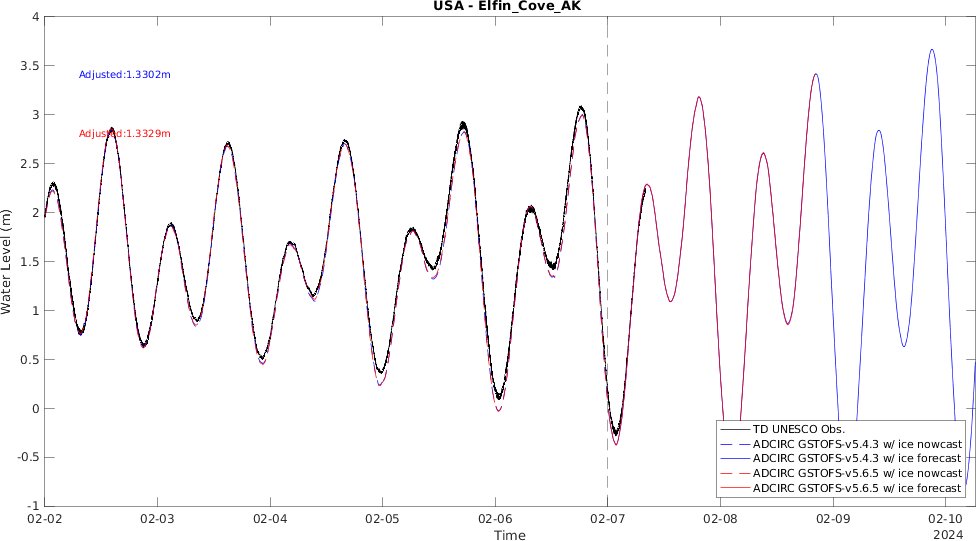 USA - Elfin_Cove_AK
4
3.5
3
2.5
2
1.5
1
0.5
0
-0.5
-1
Water Level (m)
Adjusted:1.3302m
Adjusted:1.3329m
TD UNESCO Obs.
ADCIRC GSTOFS-v5.4.3 w/ ice nowcast
ADCIRC GSTOFS-v5.4.3 w/ ice forecast
ADCIRC GSTOFS-v5.6.5 w/ ice nowcast
ADCIRC GSTOFS-v5.6.5 w/ ice forecast
02-02 02-03 02-04 02-05 02-06 02-07 02-08 02-09 02-10
Time
2024